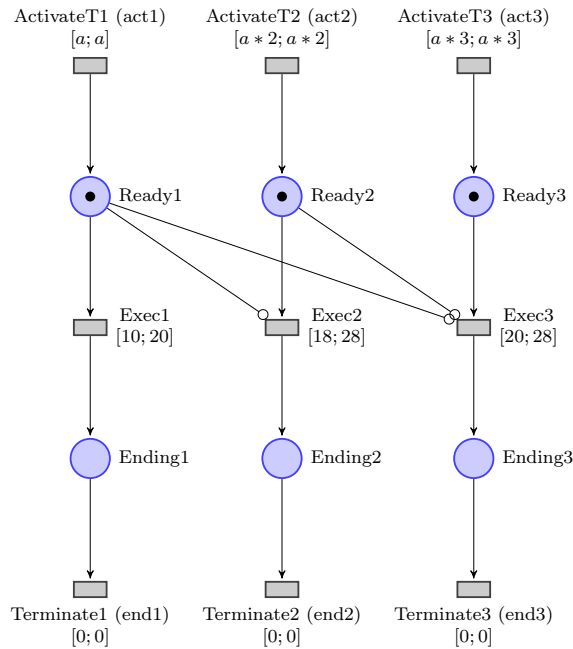 ActivateT1 (act1) ActivateT2 (act2) ActivateT3 (act3)
[a; a] [a ∗ 2; a ∗ 2] [a ∗ 3; a ∗ 3]
Ready1 Ready2 Ready3
Exec1 Exec2 Exec3
[10; 20] [18; 28] [20; 28]
Ending1 Ending2 Ending3
Terminate1 (end1) Terminate2 (end2) Terminate3 (end3)
[0; 0] [0; 0] [0; 0]